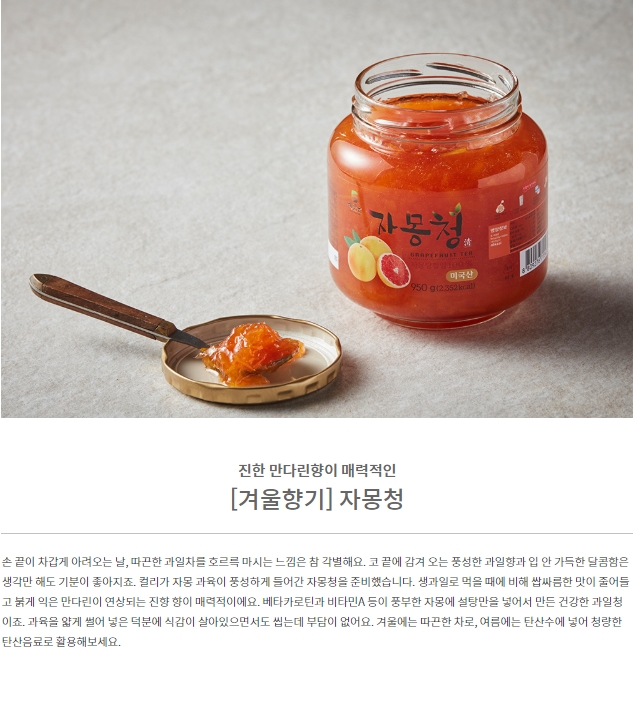 자몽청
淸
GRAPEFRUIT TEA
미국산
950 g(2,352 kcal)
진한 만다린향이 매력적인
[겨울향기] 자몽청
손 끝이 차갑게 아려오는 날, 따끈한 과일차를 호르륵 마시는 느낌은 참 각별해요. 코 끝에 감겨 오는 풍성한 과일향과 입 안 가득한 달콤함은
생각만 해도 기분이 좋아지죠. 컬리가 자몽 과육이 풍성하게 들어간 자몽청을 준비했습니다. 생과일로 먹을 때에 비해 쌉싸름한 맛이 줄어들
고 붉게 익은 만다린이 연상되는 진향 향이 매력적이에요. 베타카로틴과 비타민A 등이 풍부한 자몽에 설탕만을 넣어서 만든 건강한 과일청
이죠. 과육을 얇게 썰어 넣은 덕분에 식감이 살아있으면서도 씹는데 부담이 없어요. 겨울에는 따끈한 차로, 여름에는 탄산수에 넣어 청량한
탄산음료로 활용해보세요.